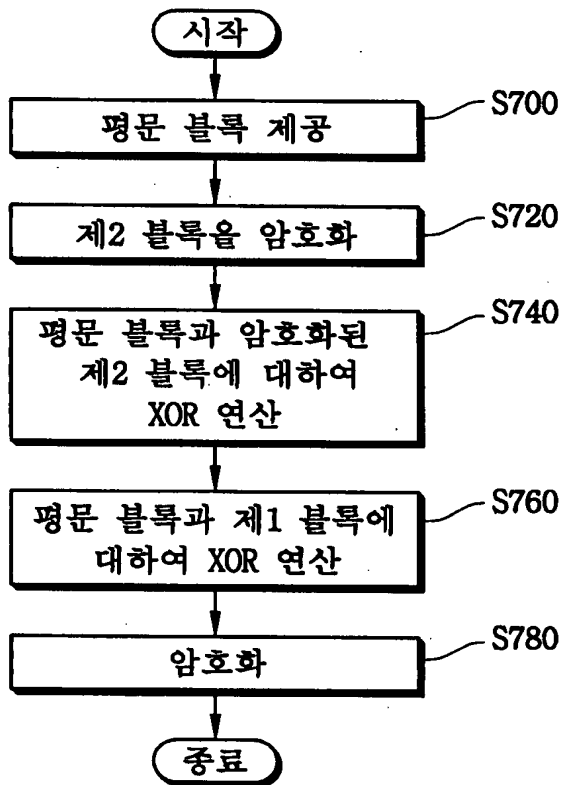 시작
평문 블록 제공
S700
제2 블록을 암호화
S720
평문 블록과 암호화된
제2 블록에 대하여
XOR 연산
S740
평문 블록과 제1 블록에
대하여 XOR 연산
S760
암호화
S780
종료